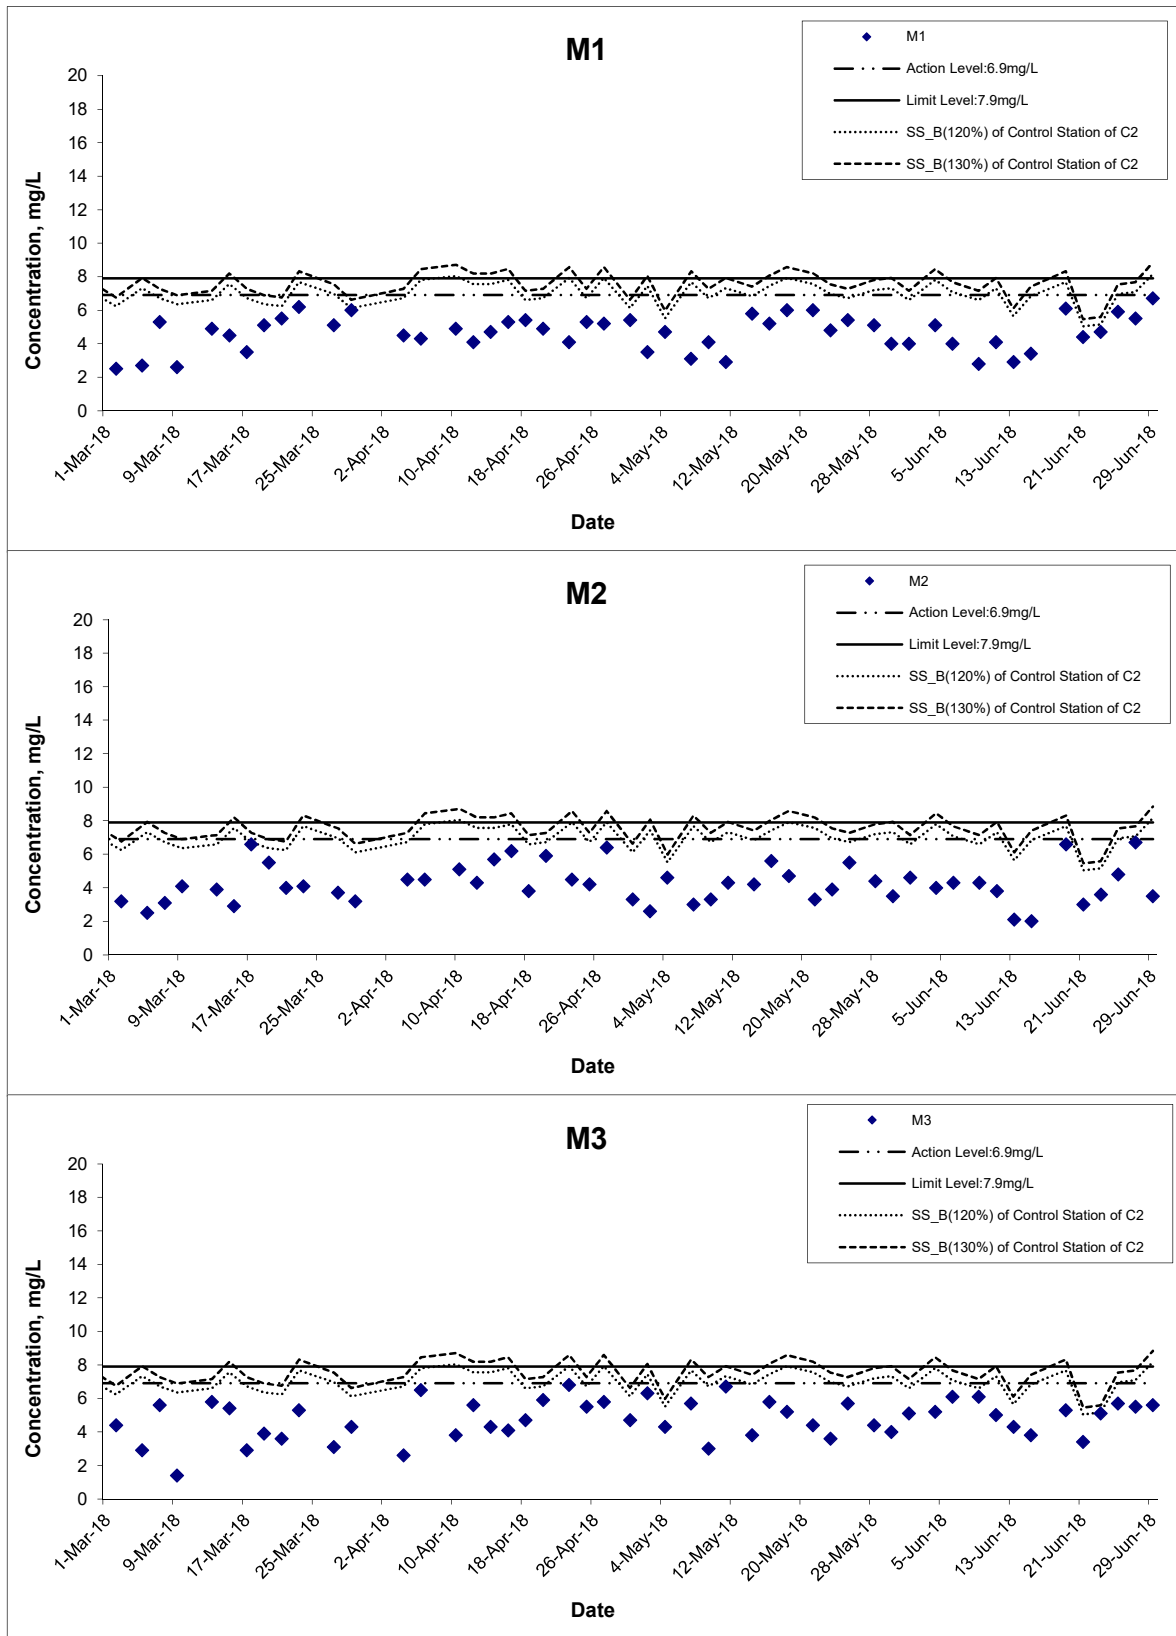 M1
M1
Action Level:6.9mg/L
Limit Level:7.9mg/L
SS_B(120%) of Control Station of C2
SS_B(130%) of Control Station of C2
Concentration, mg/L
20
18
16
14
12
10
8
6
4
2
0
1-Mar-18
9-Mar-18
17-Mar-18
25-Mar-18
2-Apr-18
10-Apr-18
18-Apr-18
26-Apr-18
4-May-18
12-May-18
20-May-18
28-May-18
5-Jun-18
13-Jun-18
21-Jun-18
29-Jun-18
Date
M2
M2
Action Level:6.9mg/L
Limit Level:7.9mg/L
SS_B(120%) of Control Station of C2
SS_B(130%) of Control Station of C2
Concentration, mg/L
20
18
16
14
12
10
8
6
4
2
0
1-Mar-18
9-Mar-18
17-Mar-18
25-Mar-18
2-Apr-18
10-Apr-18
18-Apr-18
26-Apr-18
4-May-18
12-May-18
20-May-18
28-May-18
5-Jun-18
13-Jun-18
21-Jun-18
29-Jun-18
Date
M3
M3
Action Level:6.9mg/L
Limit Level:7.9mg/L
SS_B(120%) of Control Station of C2
SS_B(130%) of Control Station of C2
Concentration, mg/L
20
18
16
14
12
10
8
6
4
2
0
1-Mar-18
9-Mar-18
17-Mar-18
25-Mar-18
2-Apr-18
10-Apr-18
18-Apr-18
26-Apr-18
4-May-18
12-May-18
20-May-18
28-May-18
5-Jun-18
13-Jun-18
21-Jun-18
29-Jun-18
Date